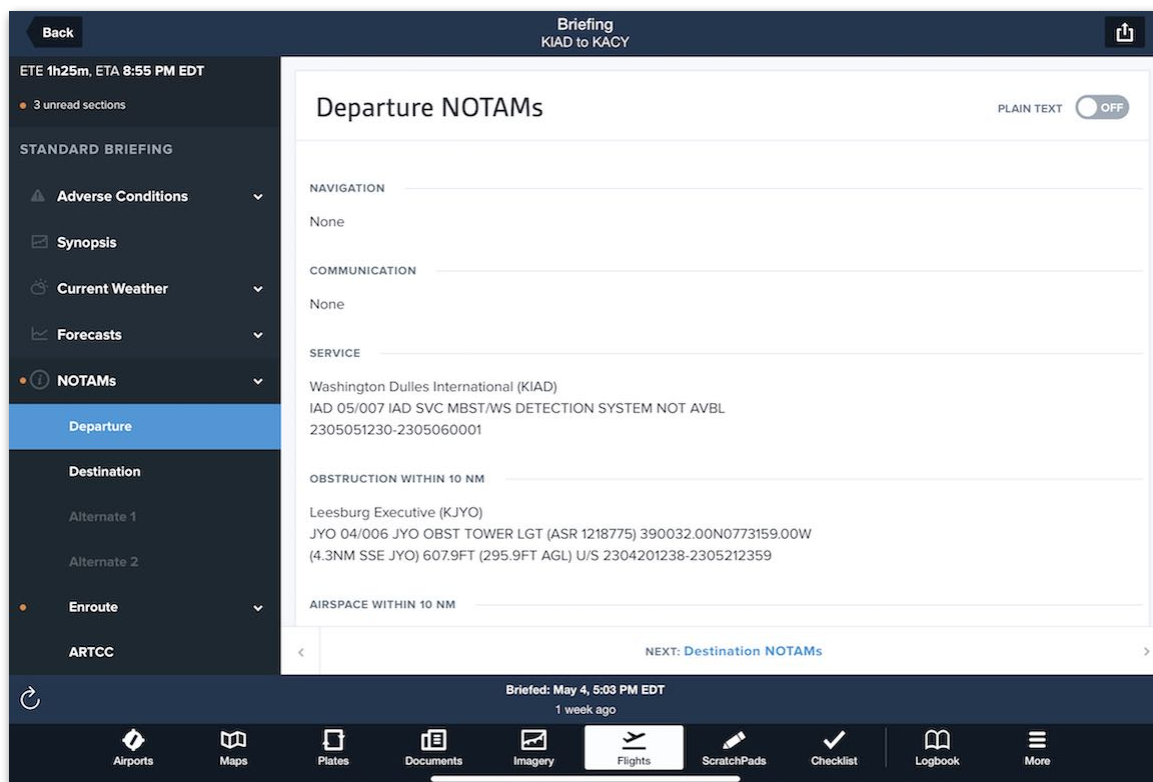 Back
Briefing
KIAD to KACY
ETE 1h25m, ETA 8:55 PM EDT
3 unread sections
STANDARD BRIEFING
Adverse Conditions
Synopsis
Current Weather
Forecasts
NOTAMs
Departure
Destination
Alternate 1
Alternate 2
Enroute
ARTCC
Departure NOTAMs
PLAIN TEXT OFF
NAVIGATION
None
COMMUNICATION
None
SERVICE
Washington Dulles International (KIAD)
IAD 05/007 IAD SVC MBST/WS DETECTION SYSTEM NOT AVBL
2305051230-2305060001
OBSTRUCTION WITHIN 10 NM
Leesburg Executive (KJYO)
JYO 04/006 JYO OBST TOWER LGT (ASR 1218775) 390032.00N0773159.00W
(4.3NM SSE JYO) 607.9FT (295.9FT AGL) U/S 2304201238-2305212359
AIRSPACE WITHIN 10 NM
NEXT: Destination NOTAMs
Briefed: May 4, 5:03 PM EDT
1 week ago
Airports Maps Plates Documents Imagery Flights ScratchPads Checklist Logbook More